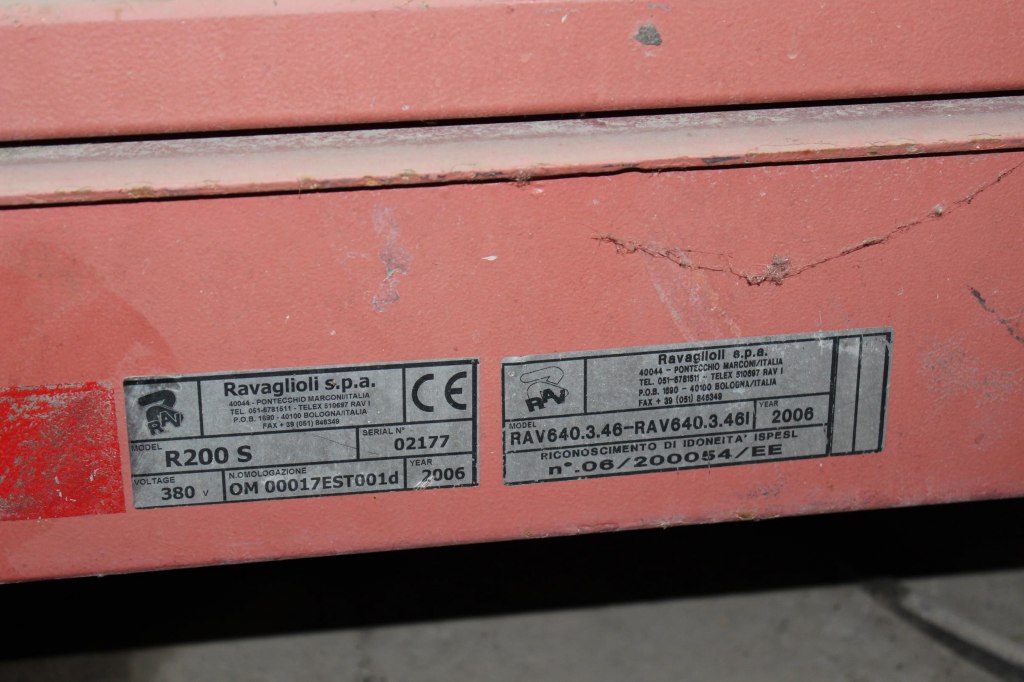 RAV
Ravaglioli s.p.a.
40044 - PONTECCHIO MARCONI/ITALIA
TEL. 051-6781511 - TELEX 510697 RAV I
P.O.B. 1690 - 40100 BOLOGNA/ITALIA
FAX + 39 (051) 846349
CE
MODEL
R200 S
SERIAL N°
02177
VOLTAGE
380 V
N.OMOLOGAZIONE
OM 00017EST001d
YEAR
2006
RAV
Ravaglioli s.p.a.
40044 - PONTECCHIO MARCONI/ITALIA
TEL. 051-6781511 - TELEX 510697 RAV I
P.O.B. 1690 - 40100 BOLOGNA/ITALIA
FAX + 39 (051) 846349
MODEL
RAV640.3.46-RAV640.3.46I
YEAR
2006
RICONOSCIMENTO DI IDONEITA' ISPESL
n°.06/200054/EE